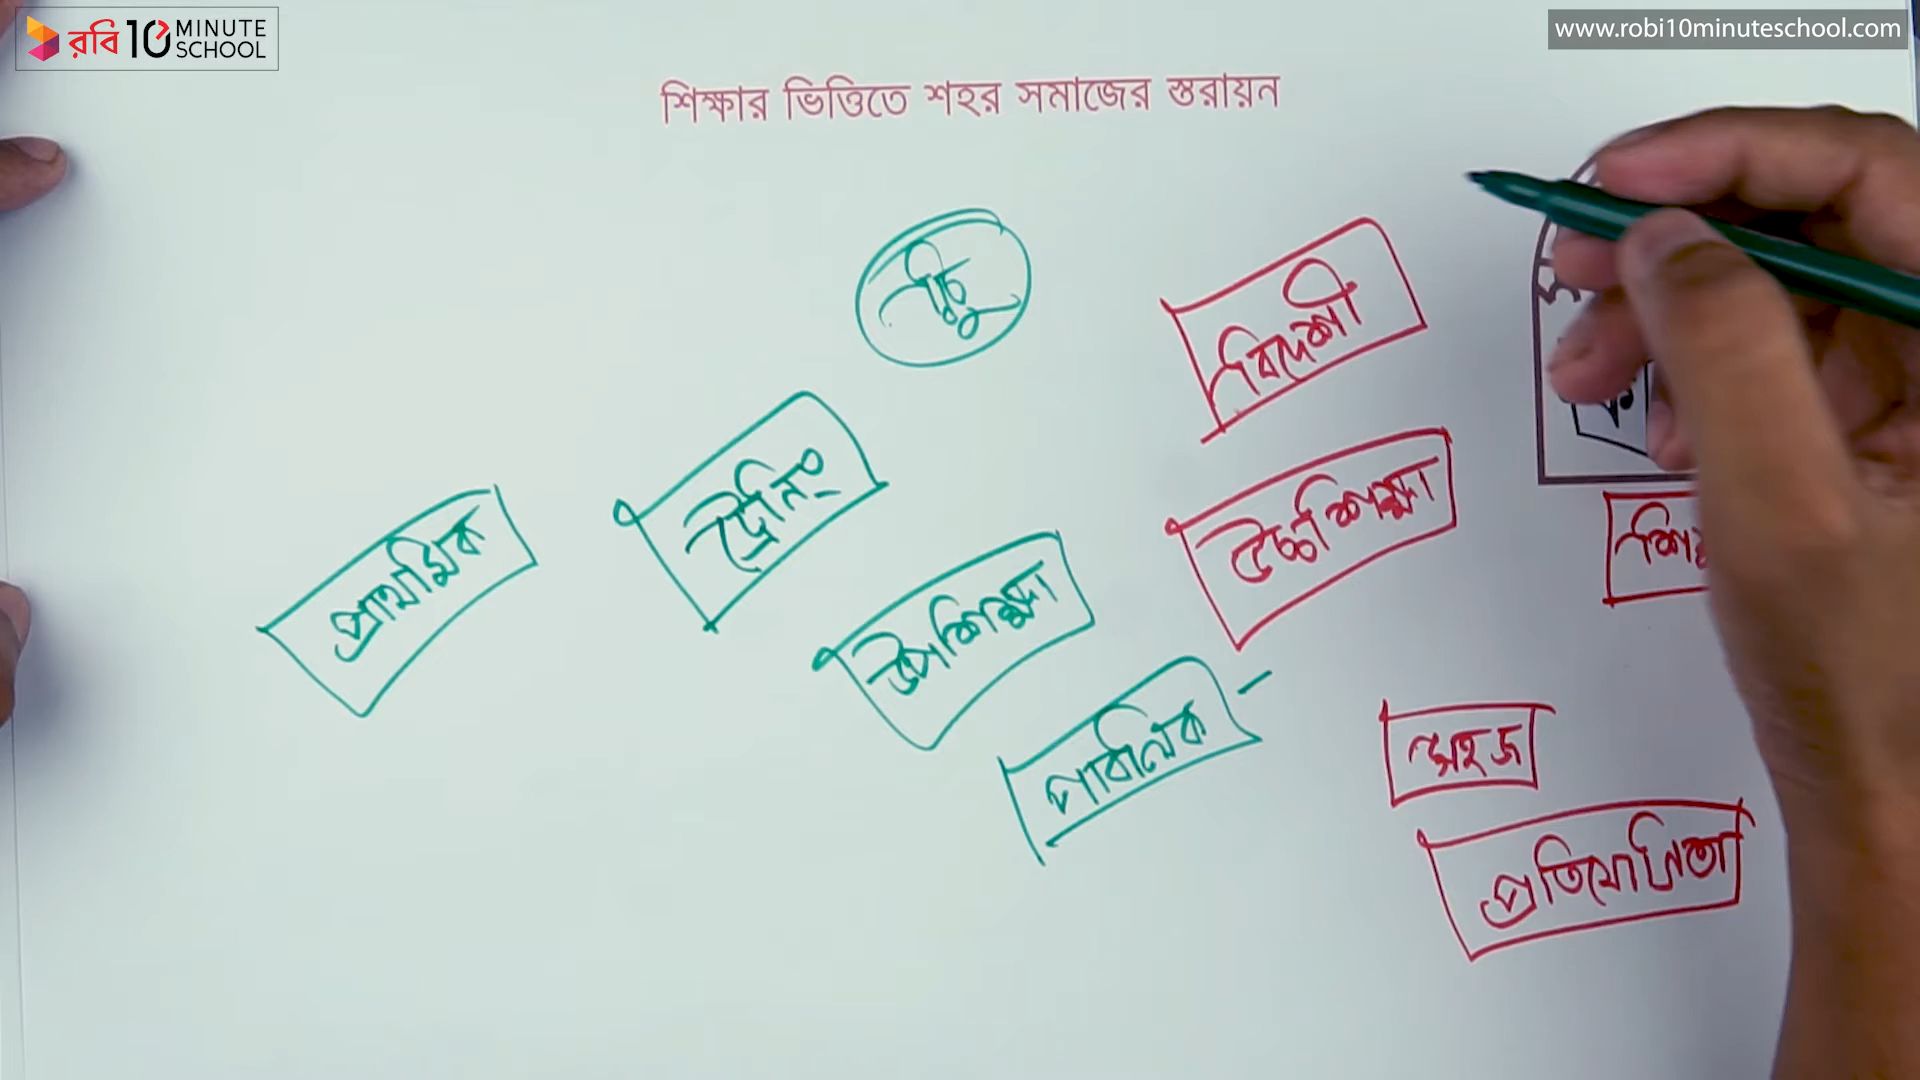 রবি 10 MINUTE SCHOOL
www.robi10minuteschool.com
শিক্ষার ভিত্তিতে শহর সমাজের স্তরায়ন
বিদেশী
ট্রেনিং
উচ্চশিক্ষা
প্রাথমিক
উপশিক্ষা
পাবলিক
সহজ
প্রতিযোগিতা